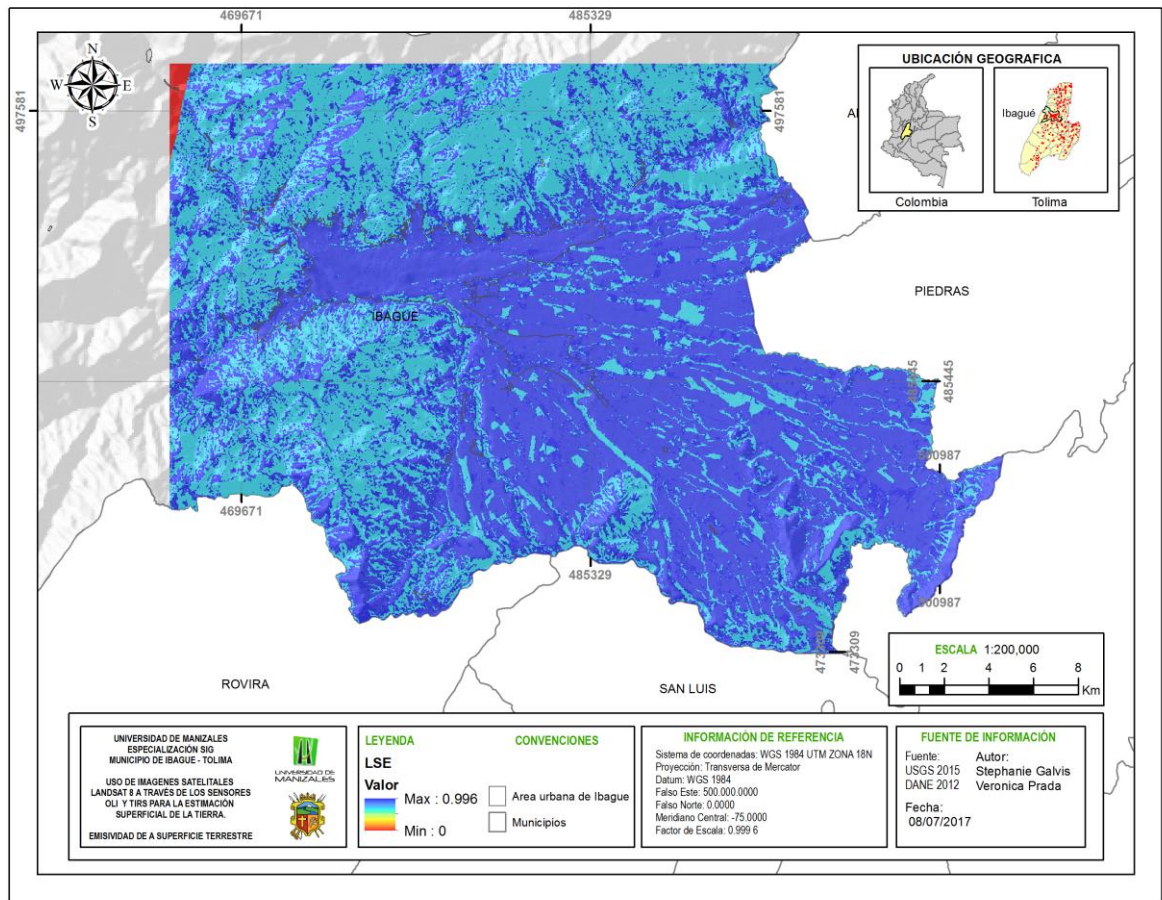 469671
485329
N
W
E
S
497581
497581
UBICACIÓN GEOGRAFICA
Ibagué
Colombia
Tolima
PIEDRAS
IBAGUE
485445
500987
469671
485329
500987
473309
473309
ROVIRA
SAN LUIS
ESCALA 1:200,000
0 1 2 4 6 8
Km
UNIVERSIDAD DE MANIZALES
ESPECIALIZACIÓN SIG
MUNICIPIO DE IBAGUE - TOLIMA
USO DE IMAGENES SATELITALES
LANDSAT 8 A TRAVÉS DE LOS SENSORES
OLI Y TIRS PARA LA ESTIMACIÓN
SUPERFICIAL DE LA TIERRA.
EMISIVIDAD DE A SUPERFICIE TERRESTRE
UNIVERSIDAD DE
MANIZALES
LEYENDA
LSE
Valor
Max : 0.996
Min : 0
CONVENCIONES
Area urbana de Ibague
Municipios
INFORMACIÓN DE REFERENCIA
Sistema de coordenadas: WGS 1984 UTM ZONA 18N
Proyección: Transversa de Mercator
Datum: WGS 1984
Falso Este: 500.000.0000
Falso Norte: 0.0000
Meridiano Central: -75.0000
Factor de Escala: 0.999 6
FUENTE DE INFORMACIÓN
Fuente:
USGS 2015
DANE 2012
Autor:
Stephanie Galvis
Veronica Prada
Fecha:
08/07/2017